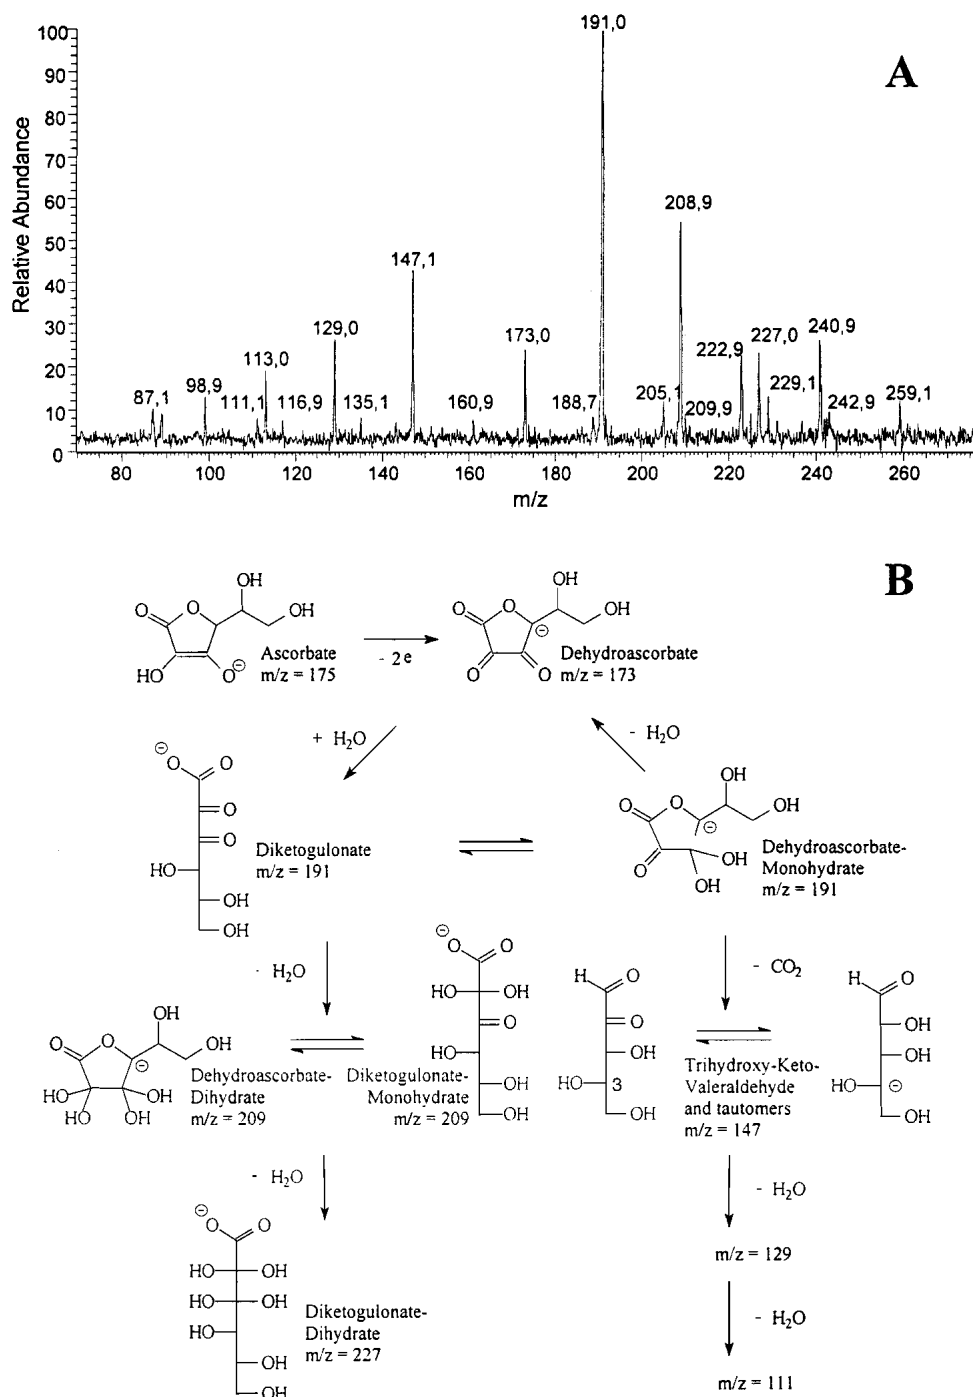 A
Relative Abundance
100
90
80
70
60
50
40
30
20
10
0
191,0
208,9
147,1
129,0
173,0
222,9
227,0
240,9
113,0
98,9
87,1
111,1
116,9
135,1
160,9
188,7
205,1
209,9
229,1
242,9
259,1
80
100
120
140
160
180
200
220
240
260
m/z
B
OH
O
O
OH
HO
O
⊖
Ascorbate
m/z = 175
- 2e
OH
O
O
OH
⊖
O
O
Dehydroascorbate
m/z = 173
+ H2O
- H2O
⊖
O
O
O
O
HO
OH
OH
Diketogulonate
m/z = 191
OH
O
O
OH
⊖
O
OH
OH
Dehydroascorbate-
Monohydrate
m/z = 191
- H2O
- CO2
OH
O
O
OH
⊖
HO
OH
HO
OH
Dehydroascorbate-
Dihydrate
m/z = 209
⊖
O
O
HO
OH
O
HO
OH
OH
Diketogulonate-
Monohydrate
m/z = 209
H
O
O
OH
HO
3
OH
Trihydroxy-Keto-
Valeraldehyde
and tautomers
m/z = 147
H
O
OH
OH
HO
⊖
OH
- H2O
- H2O
m/z = 129
- H2O
m/z = 111
⊖
O
O
HO
OH
HO
OH
HO
OH
OH
Diketogulonate-
Dihydrate
m/z = 227